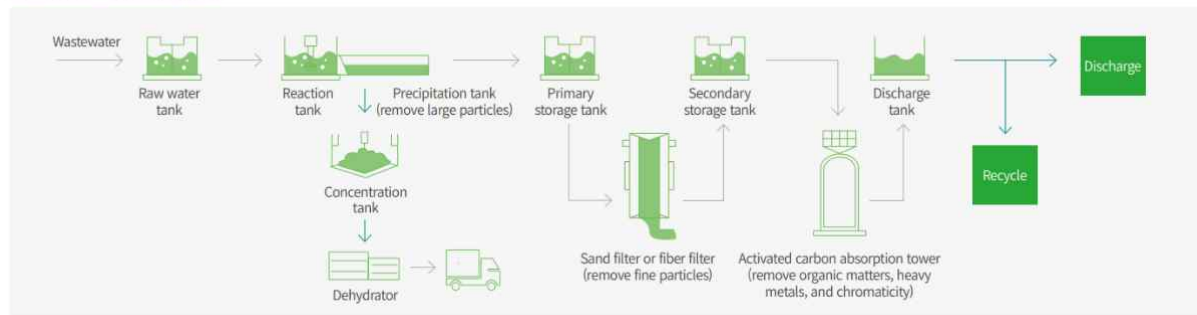 Wastewater
Raw water
tank
Reaction
tank
Precipitation tank
(remove large particles)
Primary
storage tank
Secondary
storage tank
Discharge
tank
Discharge
Recycle
Concentration
tank
Dehydrator
Sand filter or fiber filter
(remove fine particles)
Activated carbon absorption tower
(remove organic matters, heavy
metals, and chromaticity)